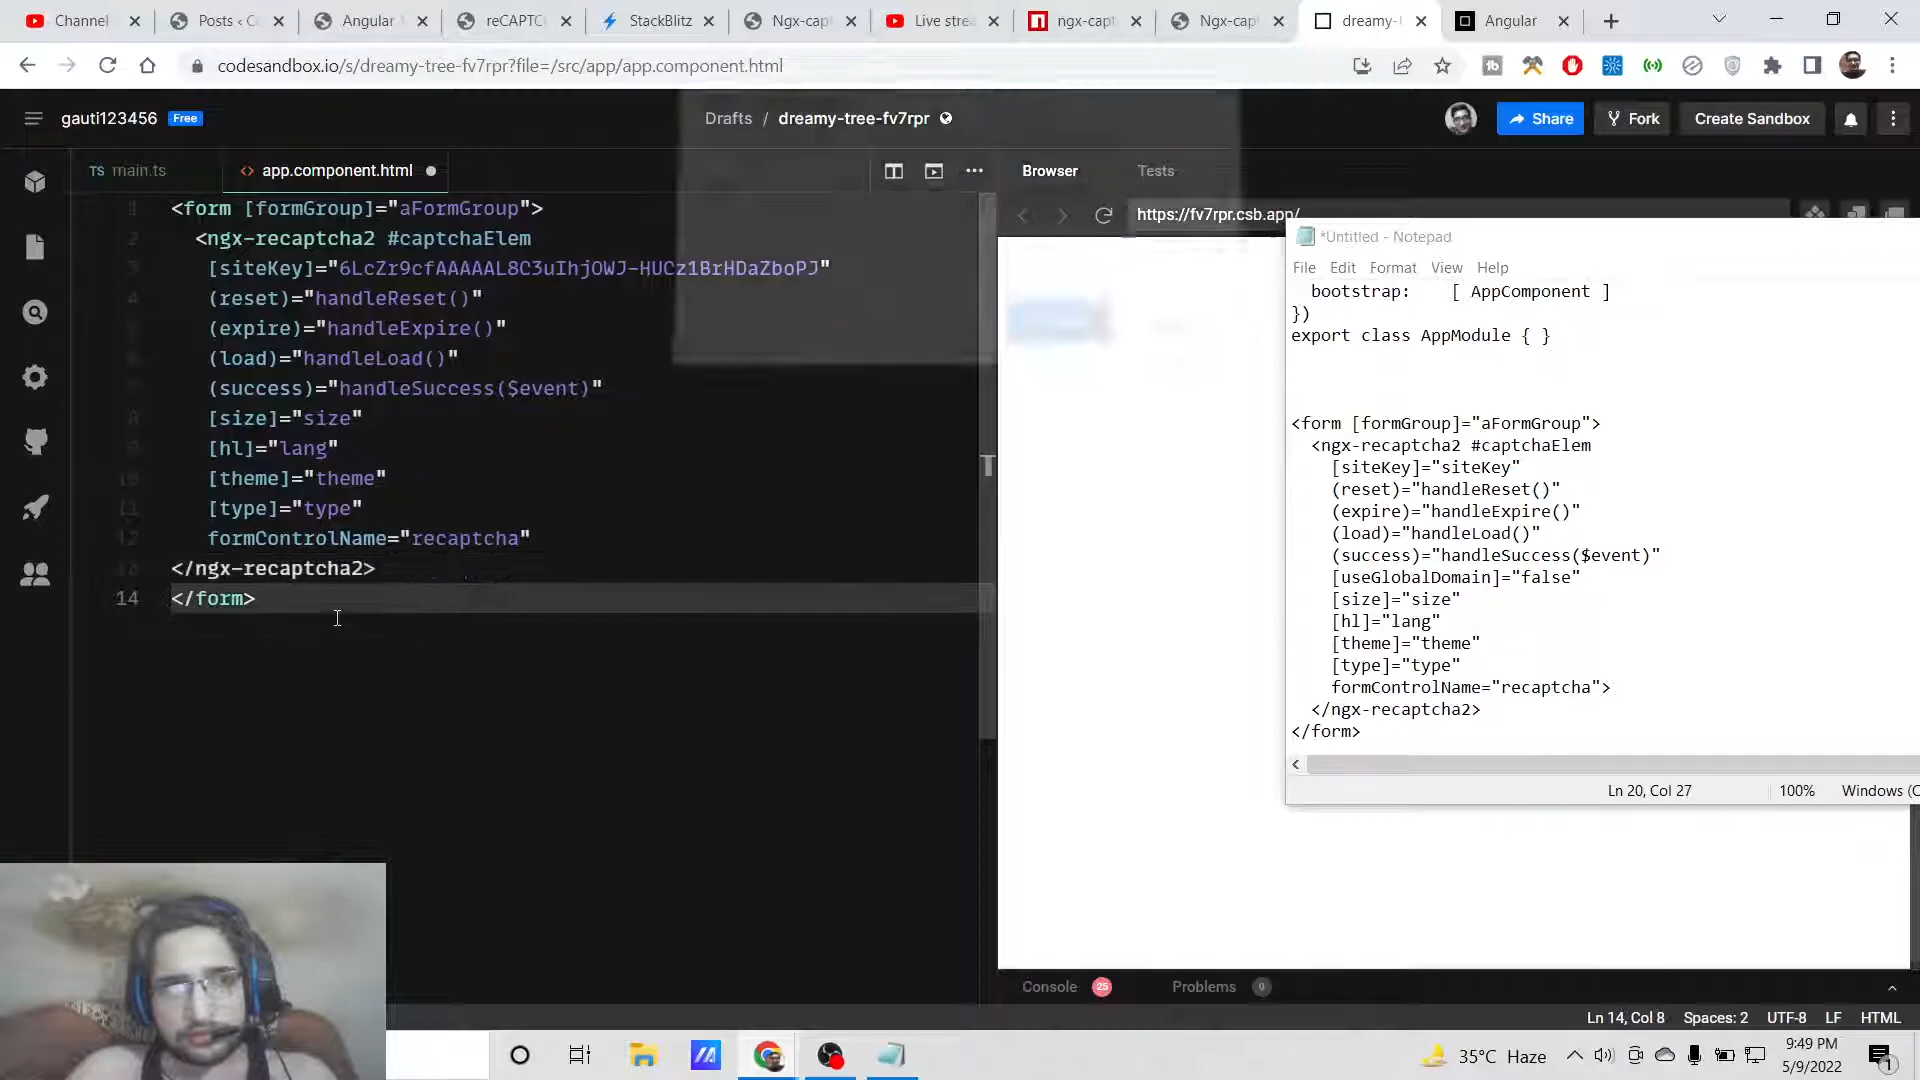 Channel
Posts ‹ C
Angular
reCAPTC
StackBlitz
Ngx-cap
Live stre
ngx-capt
Ngx-cap
dreamy-
Angular
codesandbox.io/s/dreamy-tree-fv7rpr?file=/src/app/app.component.html
gauti123456 Free
Drafts / dreamy-tree-fv7rpr
Share
Fork
Create Sandbox
TS main.ts
<> app.component.html
Browser
Tests
https://fv7rpr.csb.app/
<form [formGroup]="aFormGroup">
<ngx-recaptcha2 #captchaElem
[siteKey]="6LcZr9cfAAAAAL8C3uIhjOWJ-HUCz1BrHDaZboPJ"
(reset)="handleReset()"
(expire)="handleExpire()"
(load)="handleLoad()"
(success)="handleSuccess($event)"
[size]="size"
[hl]="lang"
[theme]="theme"
[type]="type"
formControlName="recaptcha"
</ngx-recaptcha2>
14 </form>
*Untitled - Notepad
File Edit Format View Help
bootstrap: [ AppComponent ]
})
export class AppModule { }
<form [formGroup]="aFormGroup">
<ngx-recaptcha2 #captchaElem
[siteKey]="siteKey"
(reset)="handleReset()"
(expire)="handleExpire()"
(load)="handleLoad()"
(success)="handleSuccess($event)"
[useGlobalDomain]="false"
[size]="size"
[hl]="lang"
[theme]="theme"
[type]="type"
formControlName="recaptcha">
</ngx-recaptcha2>
</form>
Ln 20, Col 27
100%
Windows (C
Console 25
Problems 0
Ln 14, Col 8 Spaces: 2 UTF-8 LF HTML
35°C Haze
9:49 PM
5/9/2022
1